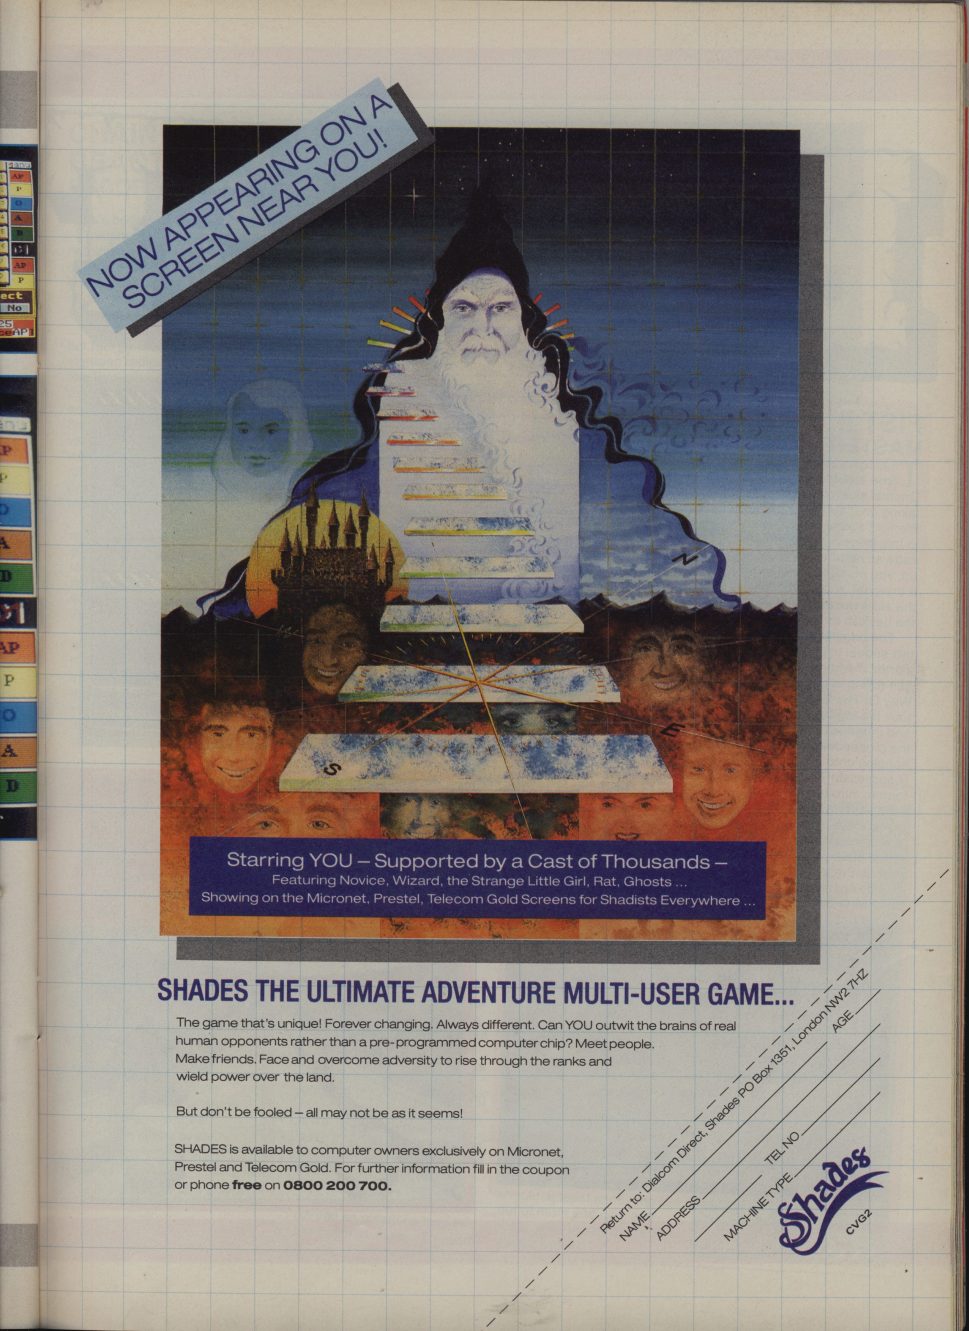 NOW APPEARING ON A
SCREEN NEAR YOU!
N
E
S
Starring YOU – Supported by a Cast of Thousands –
Featuring Novice, Wizard, the Strange Little Girl, Rat, Ghosts ...
Showing on the Micronet, Prestel, Telecom Gold Screens for Shadists Everywhere ...
SHADES THE ULTIMATE ADVENTURE MULTI-USER GAME...
The game that's unique! Forever changing. Always different. Can YOU outwit the brains of real
human opponents rather than a pre-programmed computer chip? Meet people.
Make friends. Face and overcome adversity to rise through the ranks and
wield power over the land.
But don't be fooled – all may not be as it seems!
SHADES is available to computer owners exclusively on Micronet,
Prestel and Telecom Gold. For further information fill in the coupon
or phone free on 0800 200 700.
Return to: Dialcom Direct, Shades PO Box 1351, London NW2 7HZ
NAME AGE
ADDRESS
TEL NO
MACHINE TYPE
Shades
CVG2
AP
P
O
A
D
AP
P
No
P
O
A
D
AP
P
O
A
D